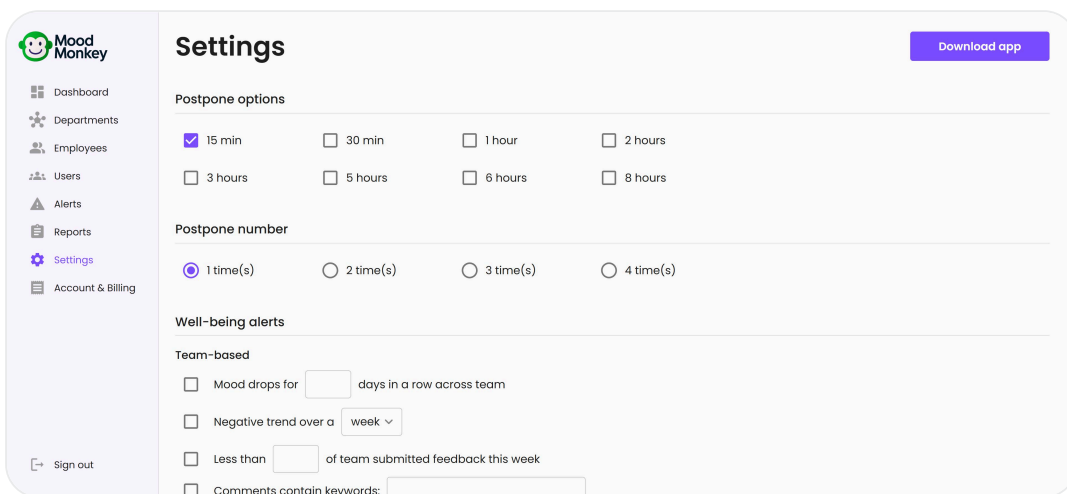 Mood
Monkey
Dashboard
Departments
Employees
Users
Alerts
Reports
Settings
Account & Billing
Sign out
Settings
Download app
Postpone options
15 min 30 min 1 hour 2 hours
3 hours 5 hours 6 hours 8 hours
Postpone number
1 time(s) 2 time(s) 3 time(s) 4 time(s)
Well-being alerts
Team-based
Mood drops for days in a row across team
Negative trend over a week
Less than of team submitted feedback this week
Comments contain keywords: